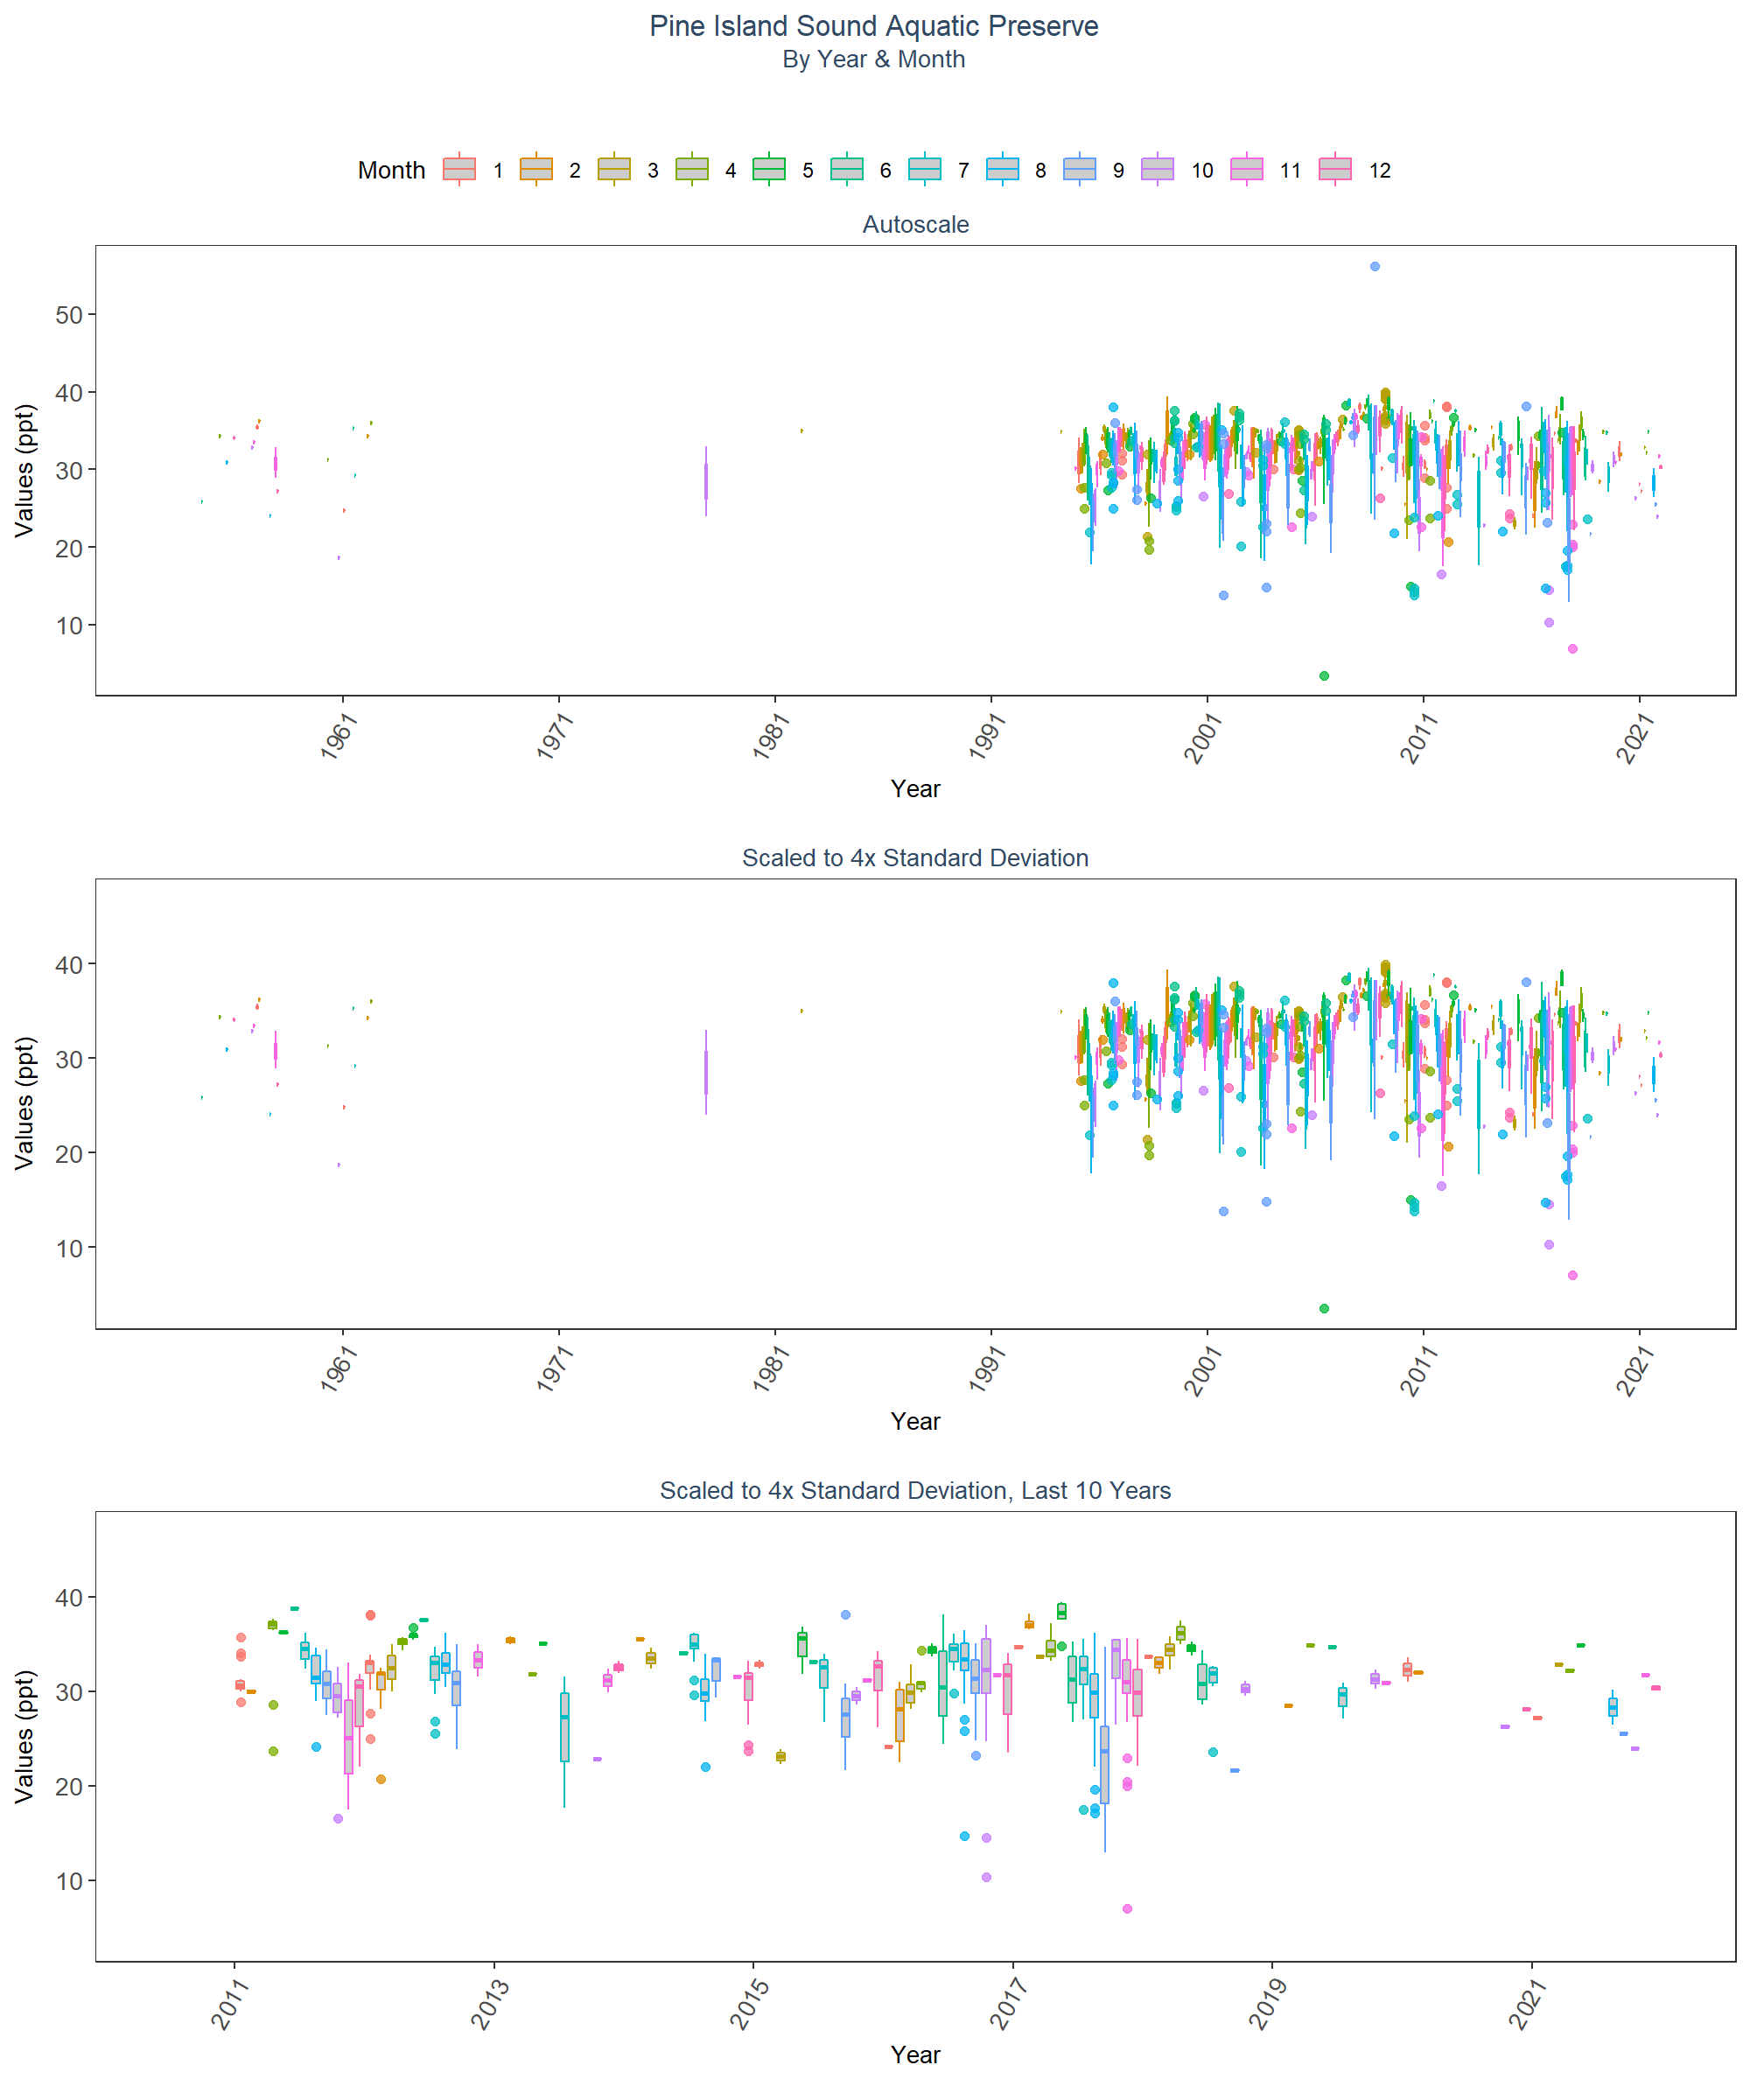 Pine Island Sound Aquatic Preserve
By Year & Month
Month 1 2 3 4 5 6 7 8 9 10 11 12
Autoscale
Values (ppt)
50
40
30
20
10
1961 1971 1981 1991 2001 2011 2021
Year
Scaled to 4x Standard Deviation
Values (ppt)
40
30
20
10
1961 1971 1981 1991 2001 2011 2021
Year
Scaled to 4x Standard Deviation, Last 10 Years
Values (ppt)
40
30
20
10
2011 2013 2015 2017 2019 2021
Year